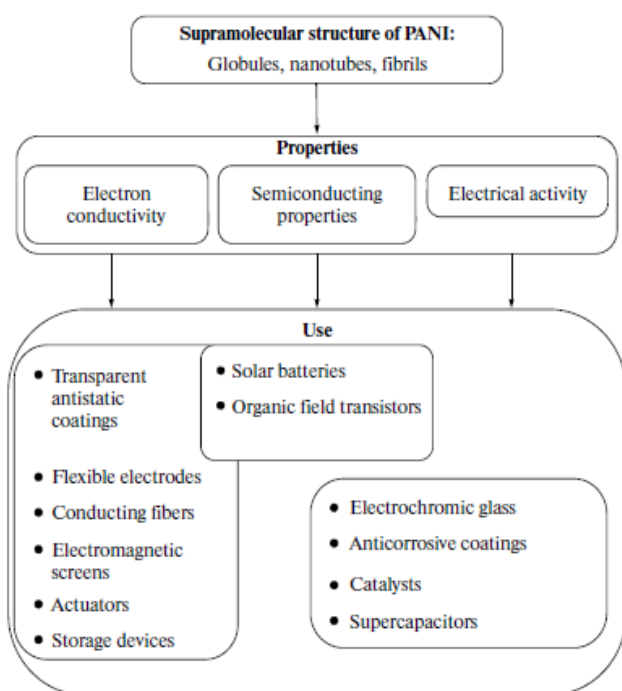 Supramolecular structure of PANI:
Globules, nanotubes, fibrils
Properties
Electron
conductivity
Semiconducting
properties
Electrical activity
Use
• Transparent
antistatic
coatings
• Flexible electrodes
• Conducting fibers
• Electromagnetic
screens
• Actuators
• Storage devices
• Solar batteries
• Organic field transistors
• Electrochromic glass
• Anticorrosive coatings
• Catalysts
• Supercapacitors